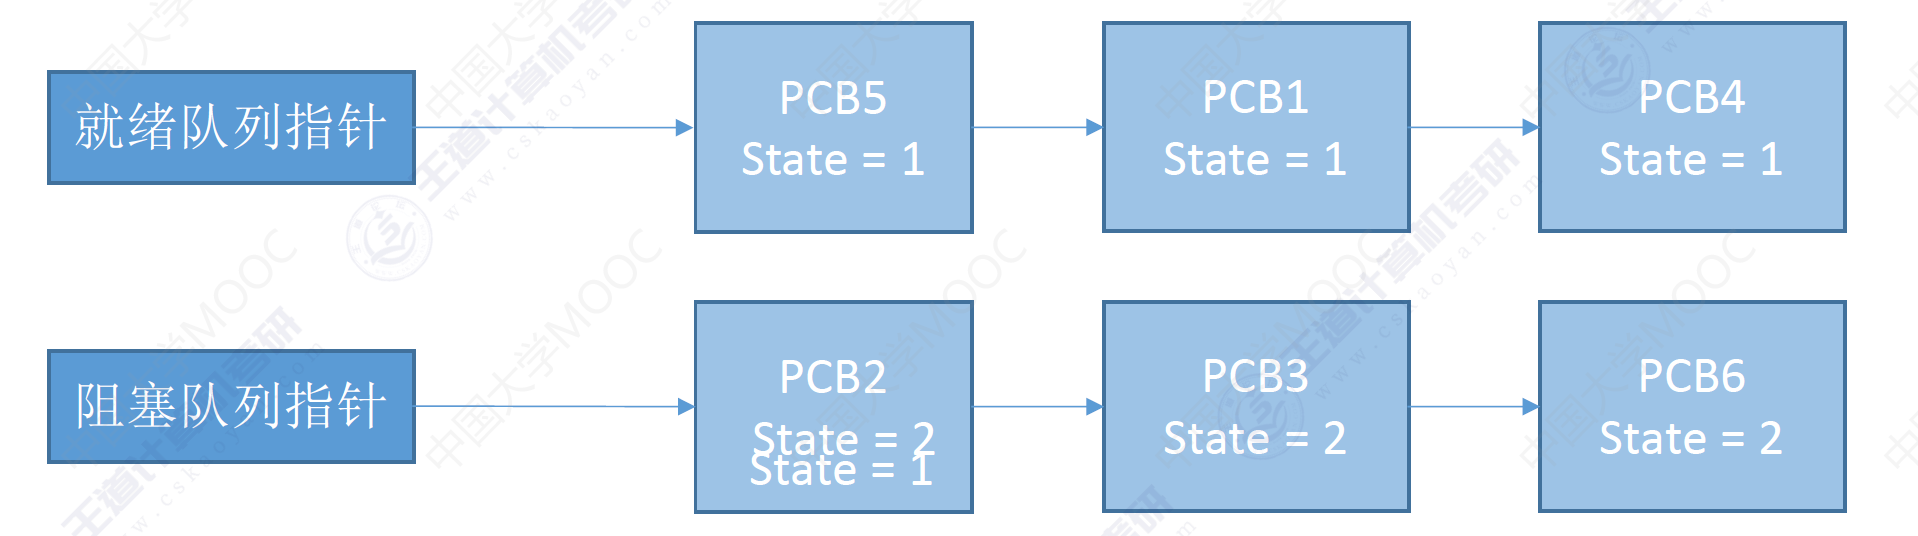 就绪队列指针
PCB5
State = 1
PCB1
State = 1
PCB4
State = 1
阻塞队列指针
PCB2
State = 2
State = 1
PCB3
State = 2
PCB6
State = 2
中国大学MOOC
王道计算机考研
www.cskaoyan.com